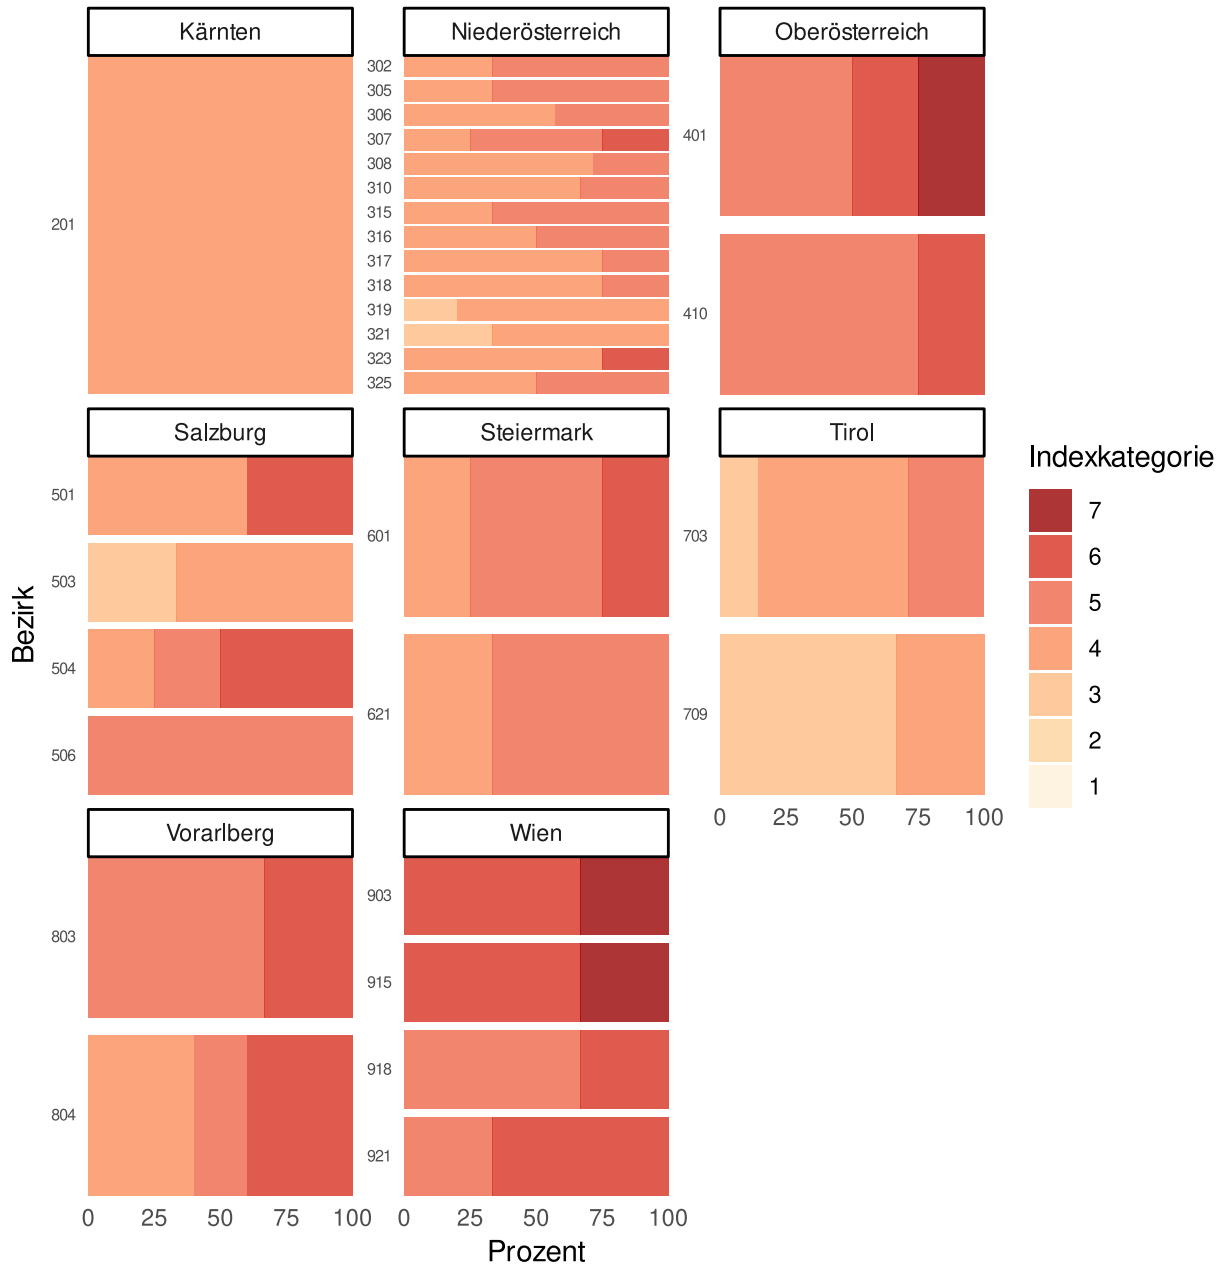 Kärnten
Niederösterreich
Oberösterreich
201
302
305
306
307
308
310
315
316
317
318
319
321
323
325
401
410
Salzburg
Steiermark
Tirol
501
503
504
506
601
621
703
709
0 25 50 75 100
Vorarlberg
Wien
803
804
903
915
918
921
0 25 50 75 100
0 25 50 75 100
Prozent
Bezirk
Indexkategorie
7
6
5
4
3
2
1